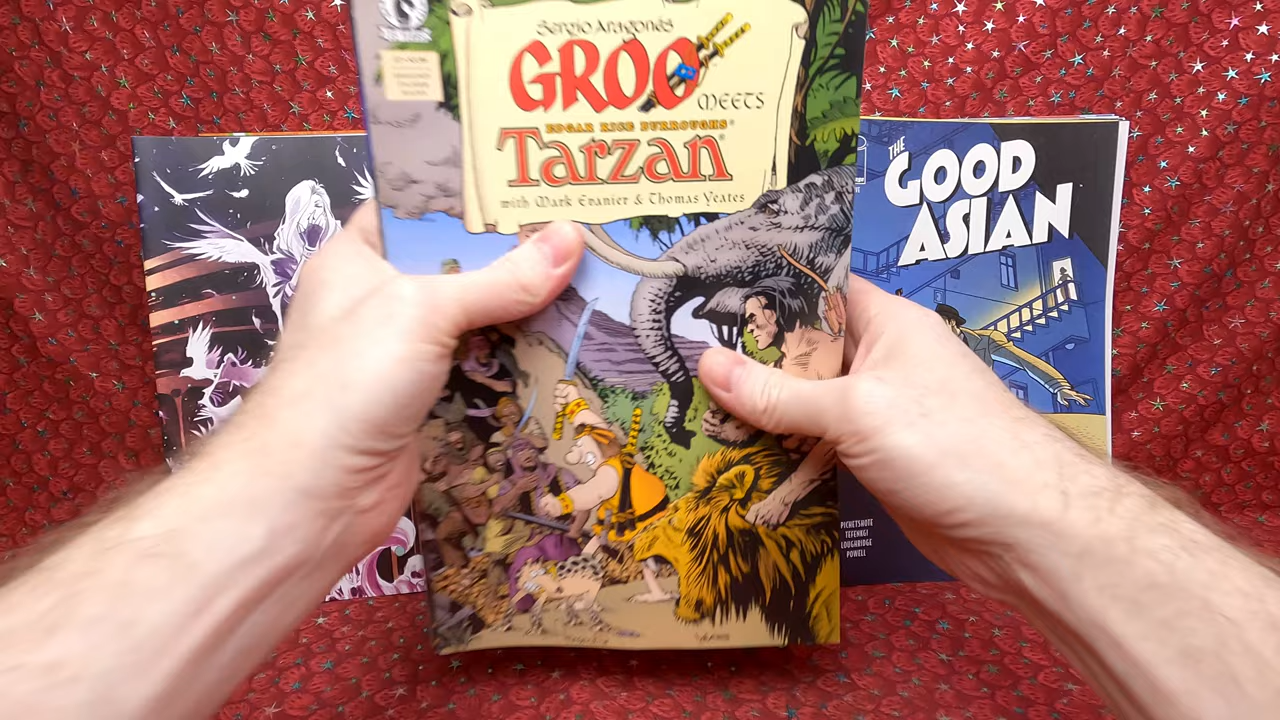 Sergio Aragonés
GROO
MEETS
EDGAR RICE BURROUGHS'
Tarzan
with Mark Evanier & Thomas Yeates
THE
GOOD
ASIAN
PICHETSHOTE
TEFENKGI
LOUGHRIDGE
POWELL